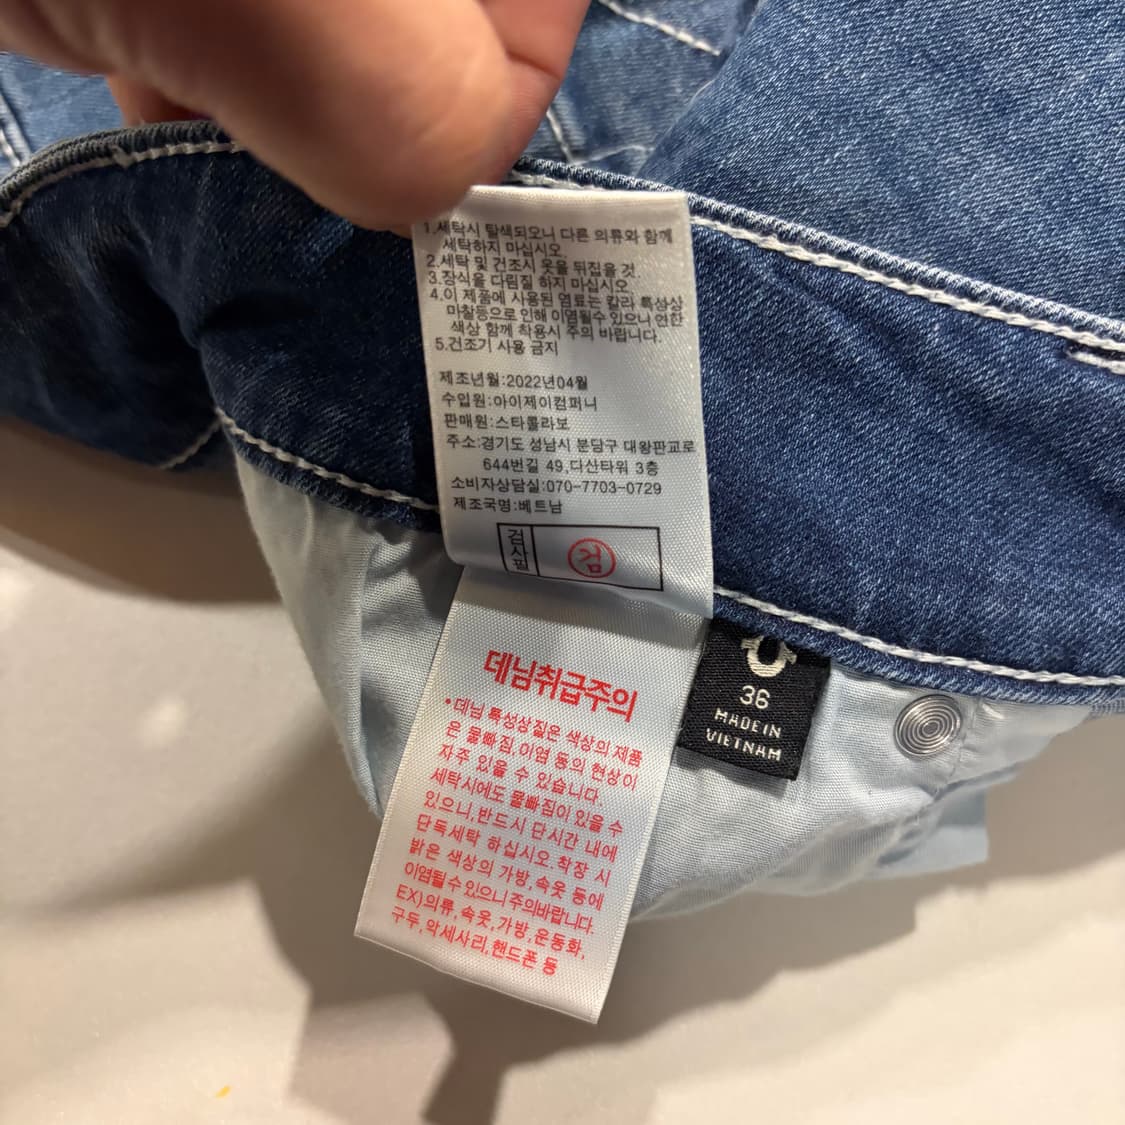 1.세탁시 탈색되오니 다른 의류와 함께
세탁하지 마십시오.
2.세탁 및 건조시 옷을 뒤집을 것.
3.장식을 다림질 하지 마십시오.
4.이 제품에 사용된 염료는 칼라 특성상
마찰등으로 인해 이염될수 있으니 연한
색상 함께 착용시 주의 바랍니다.
5.건조기 사용 금지
제조년월:2022년04월
수입원:아이제이컴퍼니
판매원:스타콜라보
주소:경기도 성남시 분당구 대왕판교로
644번길 49,다산타워 3층
소비자상담실:070-7703-0729
제조국명:베트남
검사필
검
데님취급주의
•데님 특성상짙은 색상의 제품
은 물빠짐,이염 등의 현상이
자주 있을 수 있습니다.
세탁시에도 물빠짐이 있을 수
있으니,반드시 단시간 내에
단독세탁 하십시오.착장 시
밝은 색상의 가방,속옷 등에
이염될수있으니주의바랍니다.
EX)의류,속옷,가방,운동화,
구두,악세사리,핸드폰 등
36
MADE IN
VIETNAM